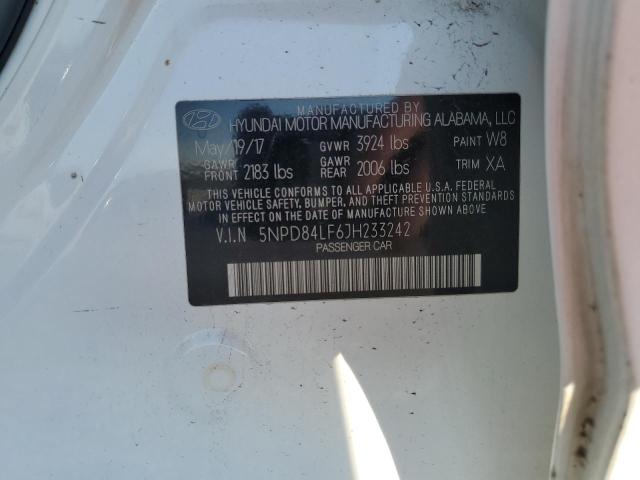 MANUFACTURED BY
HYUNDAI MOTOR MANUFACTURING ALABAMA, LLC
May/19/17 GVWR 3924 lbs PAINT W8
GAWR FRONT 2183 lbs GAWR REAR 2006 lbs TRIM XA
THIS VEHICLE CONFORMS TO ALL APPLICABLE U.S.A. FEDERAL
MOTOR VEHICLE SAFETY, BUMPER, AND THEFT PREVENTION STANDARDS
IN EFFECT ON THE DATE OF MANUFACTURE SHOWN ABOVE.
V.I.N 5NPD84LF6JH233242
PASSENGER CAR